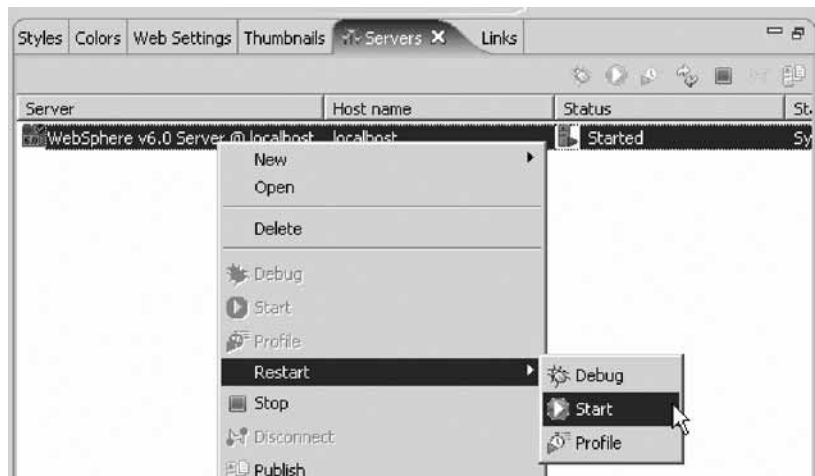 Styles Colors Web Settings Thumbnails Servers Links
Server Host name Status St
WebSphere v6.0 Server @ localhost localhost Started Sy
New
Open
Delete
Debug
Start
Profile
Restart
Debug
Stop
Start
Disconnect
Profile
Publish